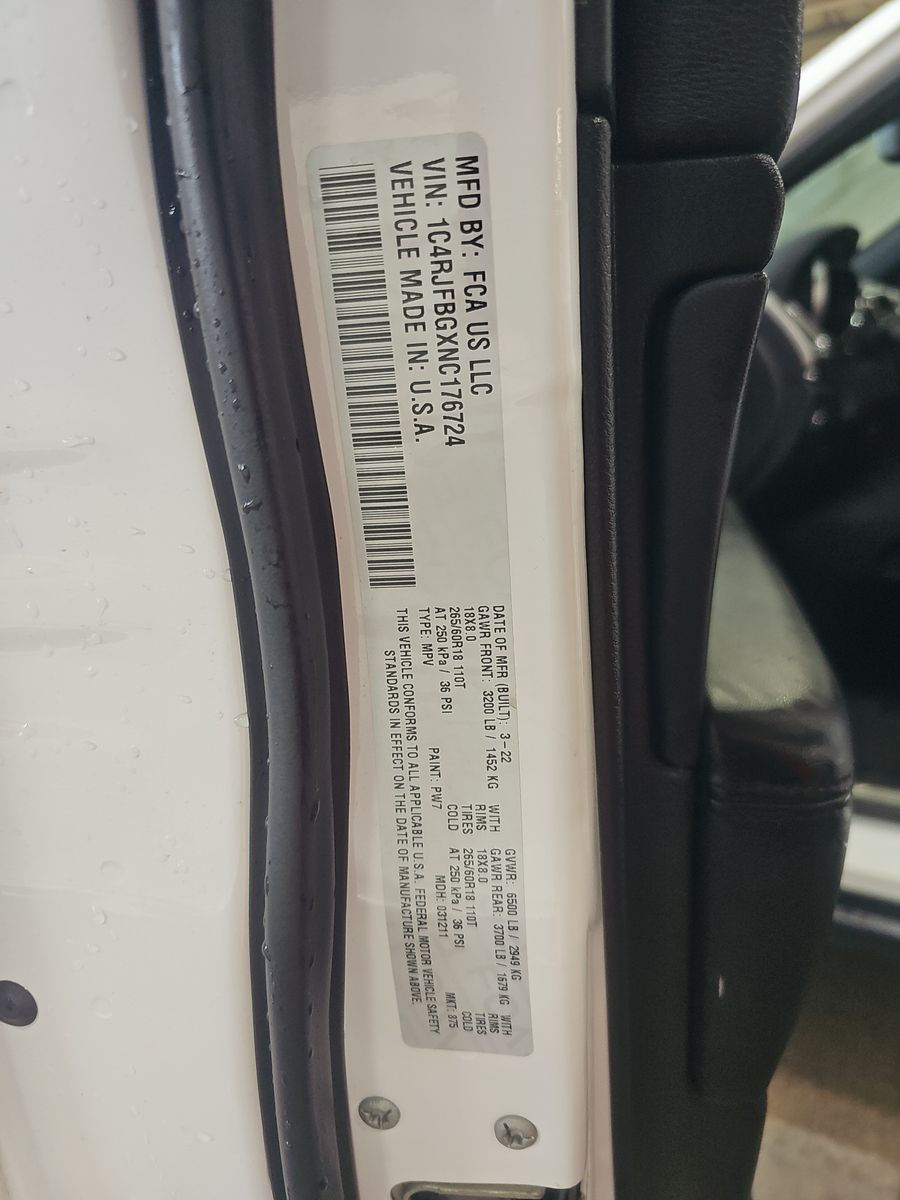 MFD BY: FCA US LLC
VIN: 1C4RJFBGXNC176724
VEHICLE MADE IN: U.S.A.
DATE OF MFR (BUILT): 3-22 GVWR: 6500 LB / 2949 KG
GAWR FRONT: 3200 LB / 1452 KG WITH GAWR REAR: 3700 LB / 1679 KG WITH
18X8.0 RIMS 18X8.0 RIMS
265/60R18 110T TIRES 265/60R18 110T TIRES
AT 250 kPa / 36 PSI COLD AT 250 kPa / 36 PSI COLD
TYPE: MPV PAINT: PW7 MDH: 031211 MKT: 875
THIS VEHICLE CONFORMS TO ALL APPLICABLE U.S.A. FEDERAL MOTOR VEHICLE SAFETY
STANDARDS IN EFFECT ON THE DATE OF MANUFACTURE SHOWN ABOVE.